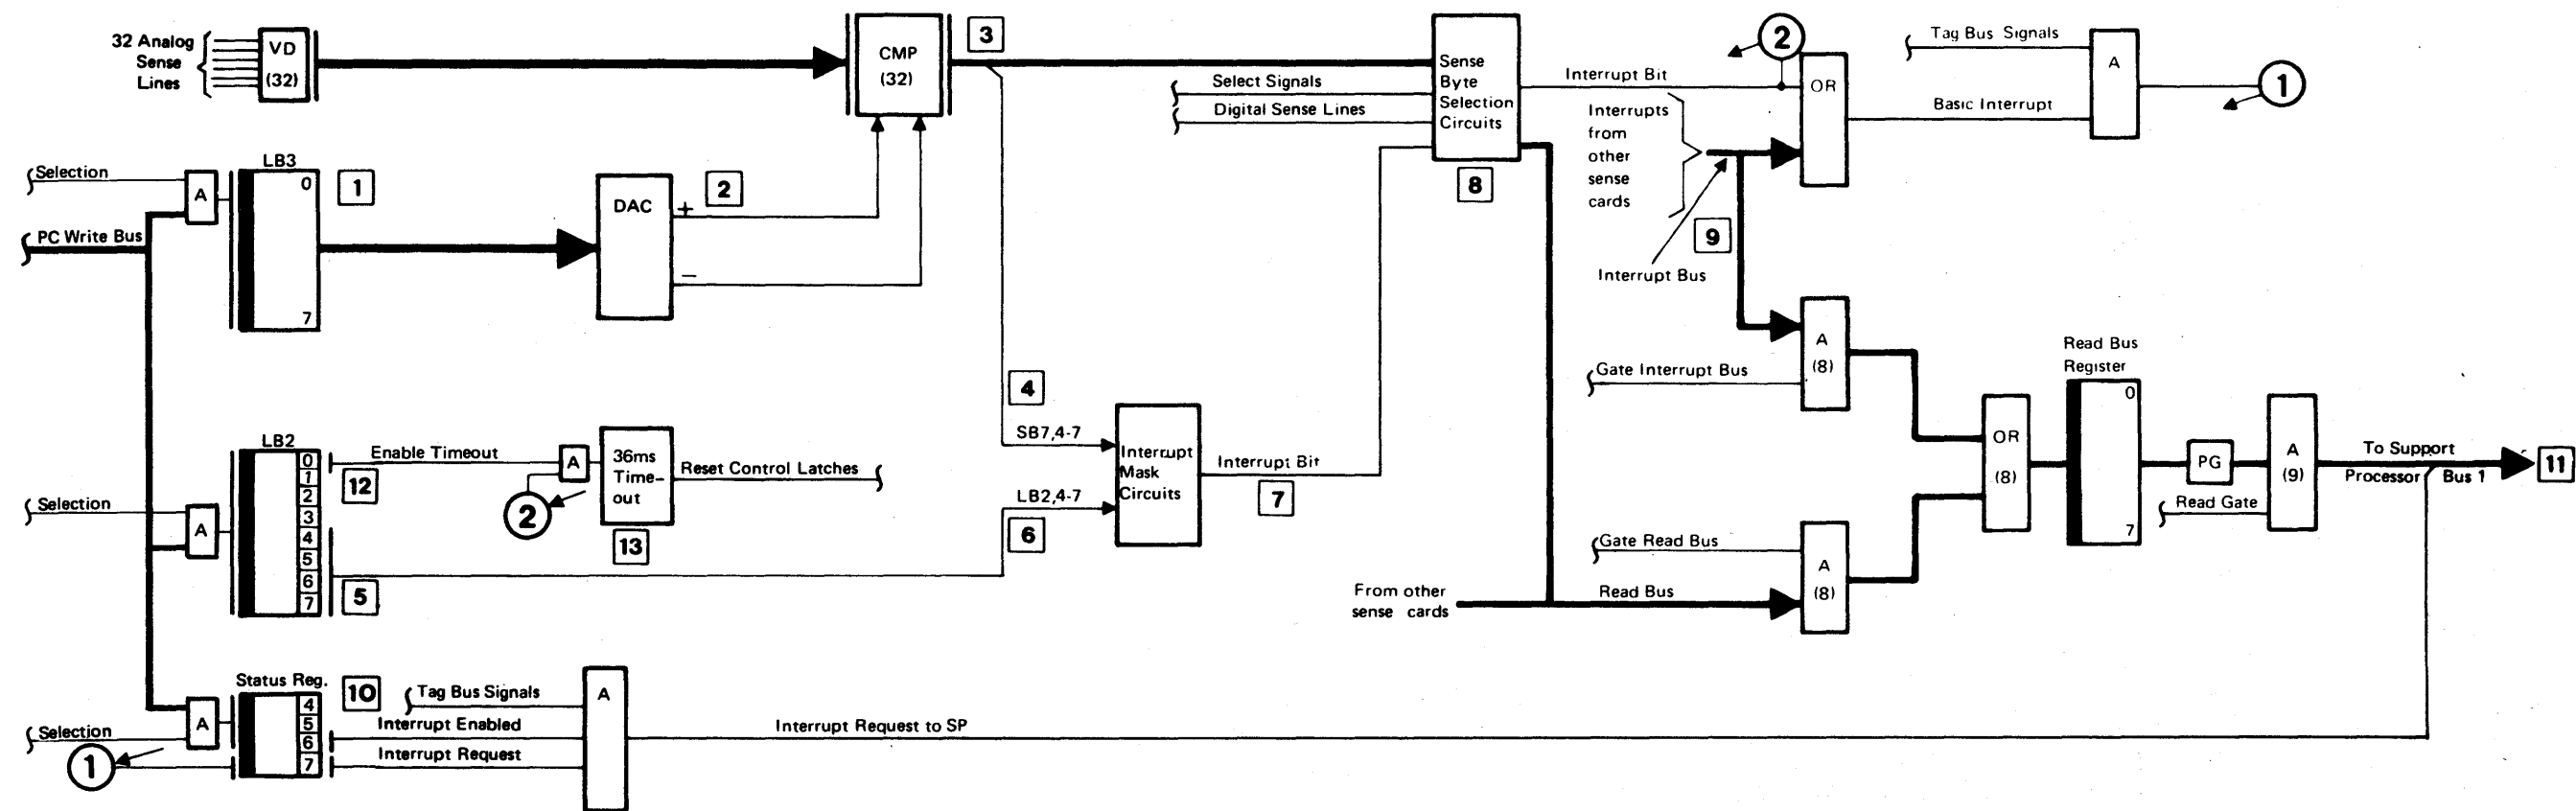 32 Analog
Sense
Lines
VD
(32)
CMP
(32)
3
Select Signals
Digital Sense Lines
Sense
Byte
Selection
Circuits
8
Interrupt Bit
2
OR
Interrupts
from
other
sense
cards
9
Interrupt Bus
Tag Bus Signals
A
Basic Interrupt
1
Selection
A
PC Write Bus
LB3
0
7
1
DAC
+
−
2
4
SB7,4-7
Interrupt
Mask
Circuits
LB2,4-7
6
Interrupt Bit
7
Selection
A
LB2
0
1
2
3
4
5
6
7
Enable Timeout
12
A
2
36ms
Time-
out
13
Reset Control Latches
5
Gate Interrupt Bus
A
(8)
Gate Read Bus
From other
sense cards
Read Bus
A
(8)
OR
(8)
Read Bus
Register
0
7
PG
Read Gate
A
(9)
To Support
Processor Bus 1
11
Selection
A
1
Status Reg.
4
5
6
7
10
Tag Bus Signals
Interrupt Enabled
Interrupt Request
A
Interrupt Request to SP